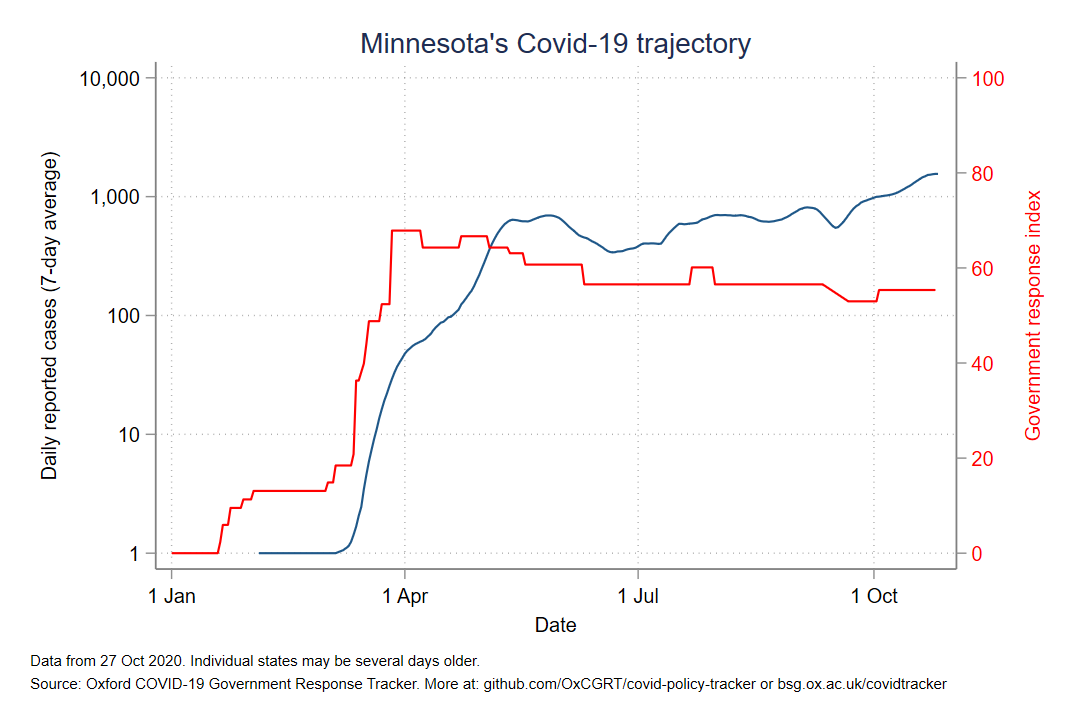 Minnesota's Covid-19 trajectory
10,000
1,000
100
10
1
Daily reported cases (7-day average)
100
80
60
40
20
0
Government response index
1 Jan
1 Apr
1 Jul
1 Oct
Date
Data from 27 Oct 2020. Individual states may be several days older.
Source: Oxford COVID-19 Government Response Tracker. More at: github.com/OxCGRT/covid-policy-tracker or bsg.ox.ac.uk/covidtracker